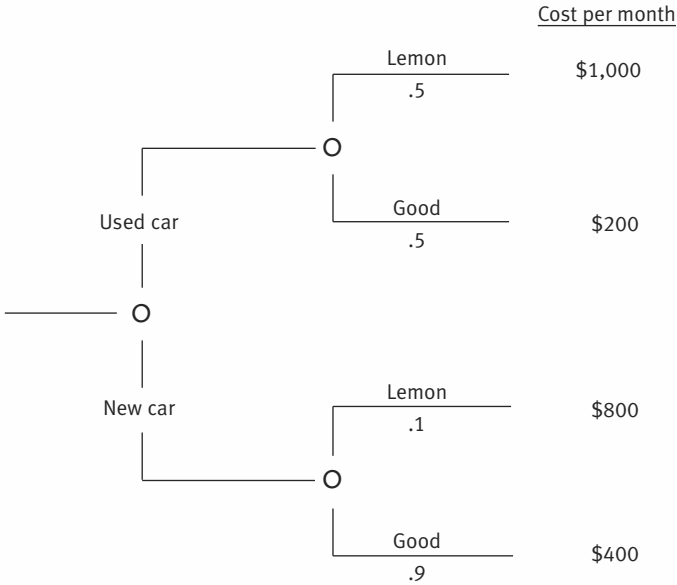 Cost per month
Lemon
.5
$1,000
O
Used car
Good
.5
$200
O
New car
Lemon
.1
$800
O
Good
.9
$400